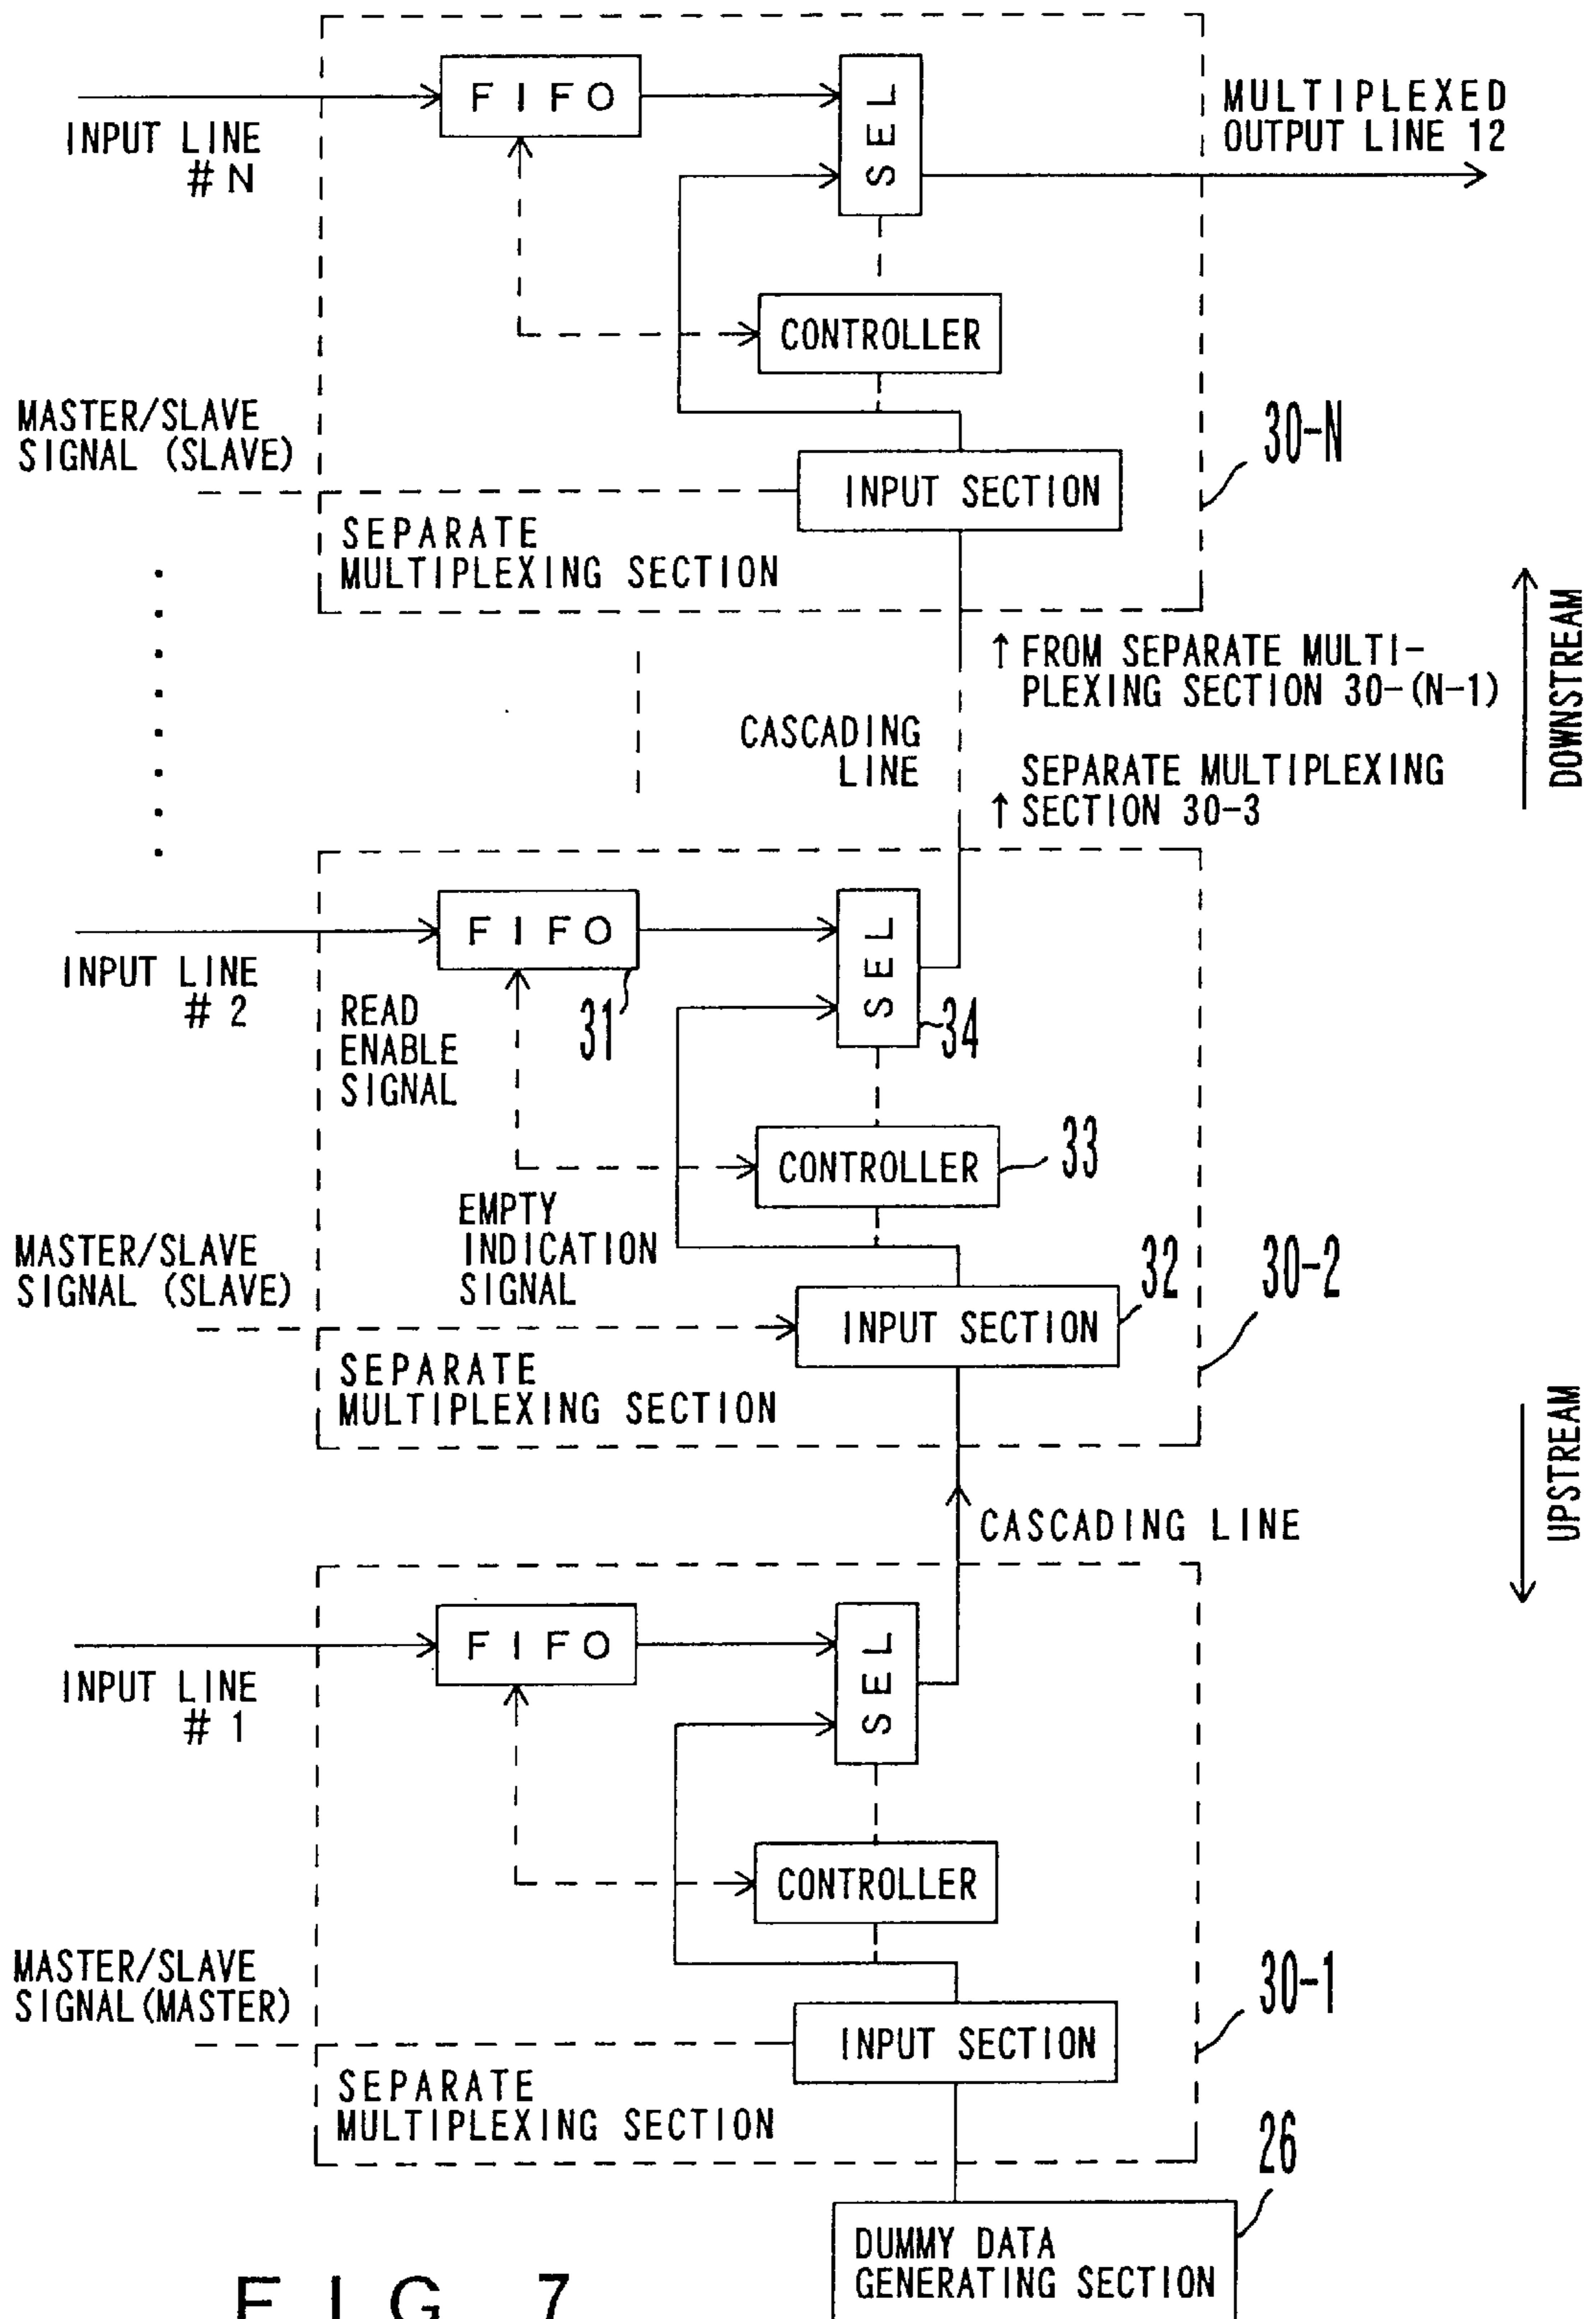 FIFO
SEL
MULTIPLEXED
OUTPUT LINE 12
INPUT LINE
#N
CONTROLLER
MASTER/SLAVE
SIGNAL (SLAVE)
30-N
INPUT SECTION
SEPARATE
MULTIPLEXING SECTION
↑ FROM SEPARATE MULTI-
PLEXING SECTION 30-(N-1)
DOWNSTREAM
CASCADING
LINE
SEPARATE MULTIPLEXING
↑ SECTION 30-3
FIFO
SEL
INPUT LINE
#2
READ
ENABLE
SIGNAL
31
34
CONTROLLER
33
EMPTY
INDICATION
SIGNAL
MASTER/SLAVE
SIGNAL (SLAVE)
32
30-2
INPUT SECTION
SEPARATE
MULTIPLEXING SECTION
UPSTREAM
CASCADING LINE
FIFO
SEL
INPUT LINE
#1
CONTROLLER
MASTER/SLAVE
SIGNAL(MASTER)
30-1
INPUT SECTION
SEPARATE
MULTIPLEXING SECTION
26
DUMMY DATA
GENERATING SECTION
FIG 7